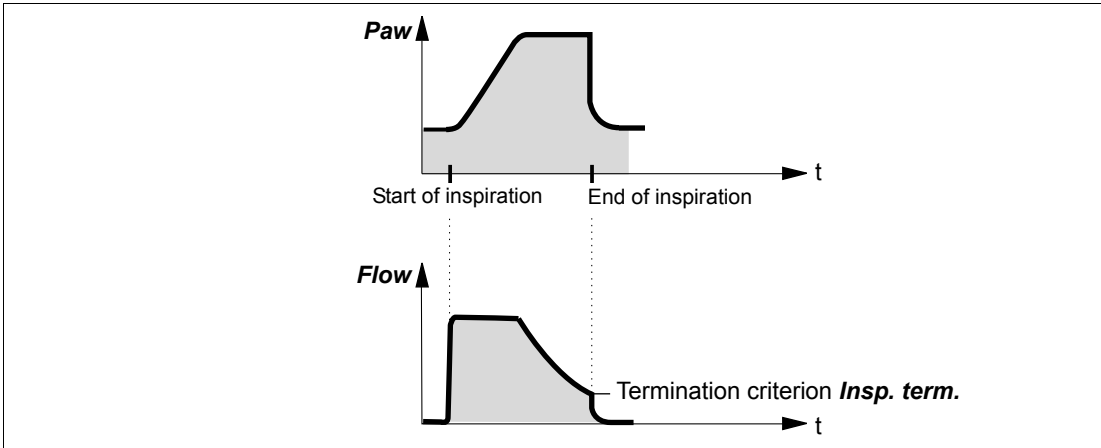 Paw
t
Start of inspiration
End of inspiration
Flow
Termination criterion Insp. term.
t